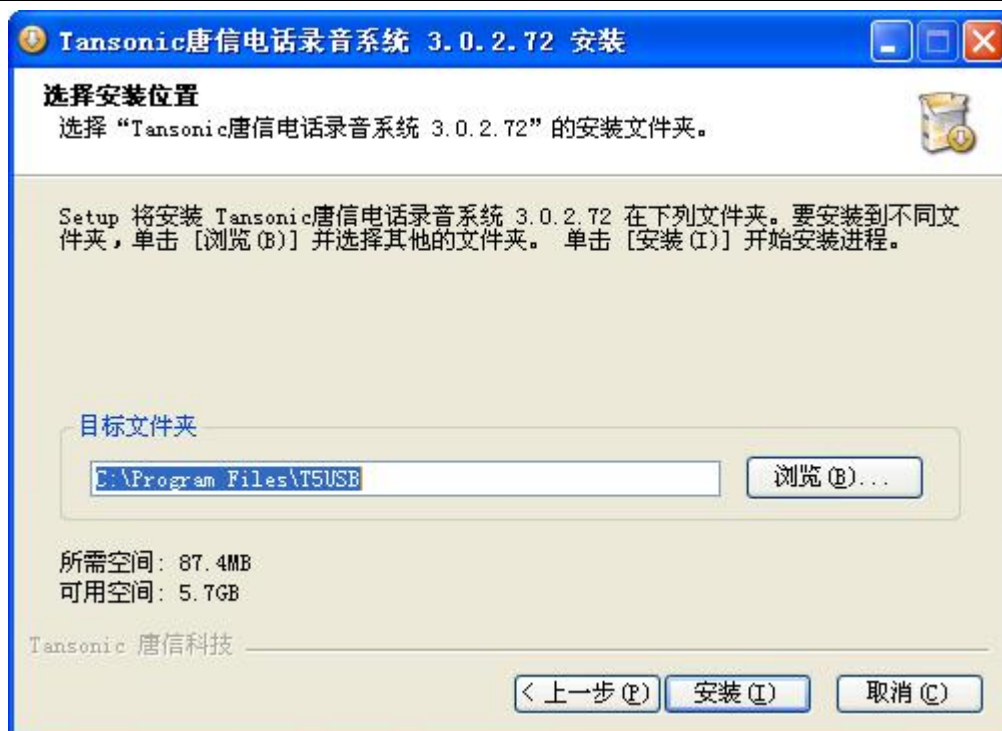 Tansonic唐信电话录音系统 3.0.2.72 安装
选择安装位置
选择“Tansonic唐信电话录音系统 3.0.2.72”的安装文件夹。
Setup 将安装 Tansonic唐信电话录音系统 3.0.2.72 在下列文件夹。要安装到不同文
件夹，单击 [浏览(B)] 并选择其他的文件夹。 单击 [安装(I)] 开始安装进程。
目标文件夹
C:\Program Files\T5USB
浏览(B)...
所需空间: 87.4MB
可用空间: 5.7GB
Tansonic 唐信科技
< 上一步(P) 安装(I) 取消(C)